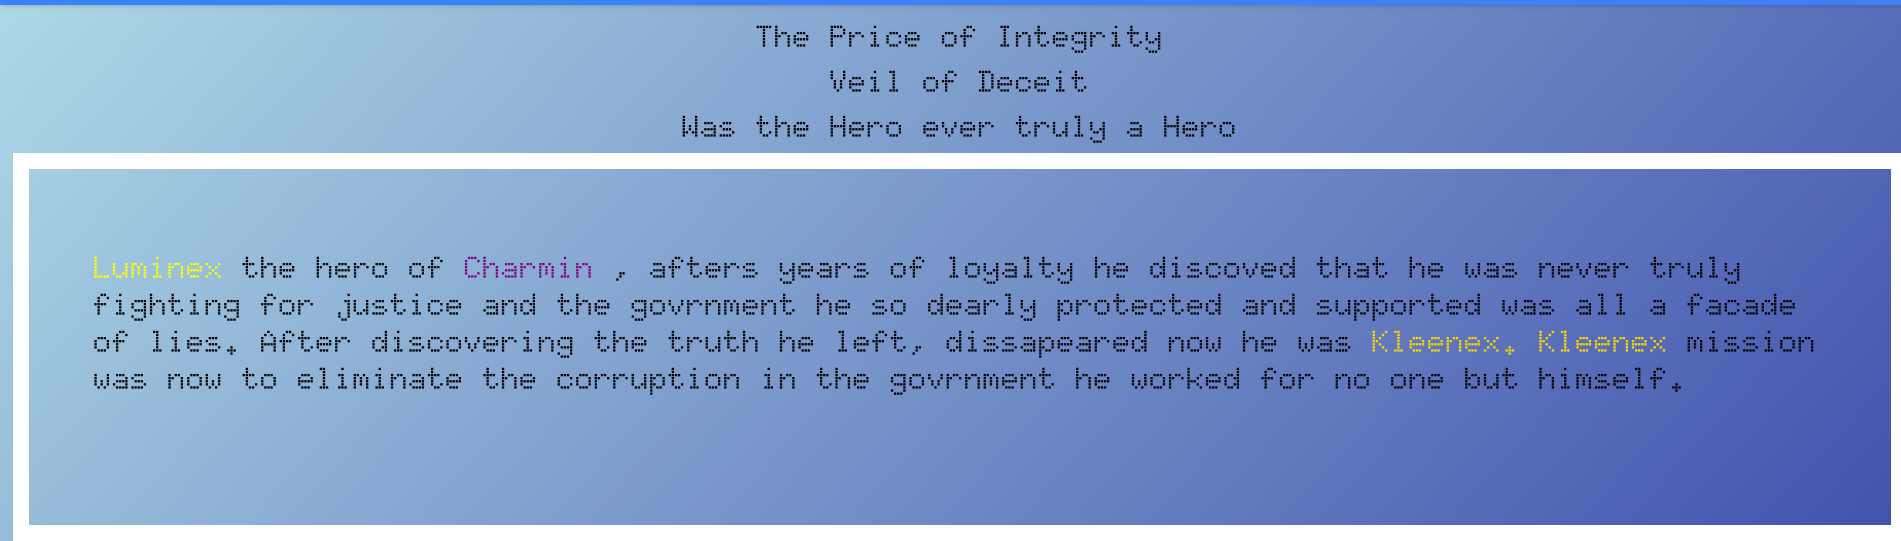 The Price of Integrity
Veil of Deceit
Was the Hero ever truly a Hero
Luminex the hero of Charmin , afters years of loyalty he discoved that he was never truly
fighting for justice and the govrnment he so dearly protected and supported was all a facade
of lies. After discovering the truth he left, dissapeared now he was Kleenex. Kleenex mission
was now to eliminate the corruption in the govrnment he worked for no one but himself.